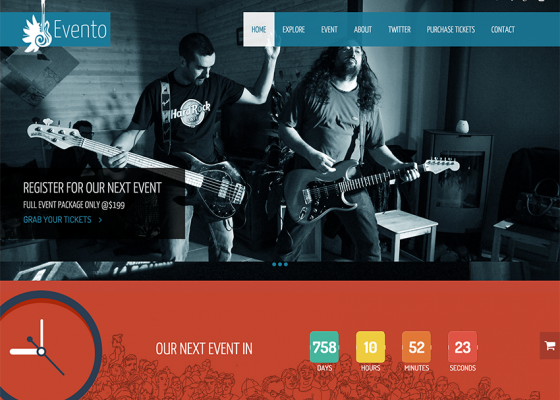 Evento
HOME EXPLORE EVENT ABOUT TWITTER PURCHASE TICKETS CONTACT
Hard Rock
REGISTER FOR OUR NEXT EVENT
FULL EVENT PACKAGE ONLY @$199
GRAB YOUR TICKETS >
OUR NEXT EVENT IN
758 10 52 23
DAYS HOURS MINUTES SECONDS